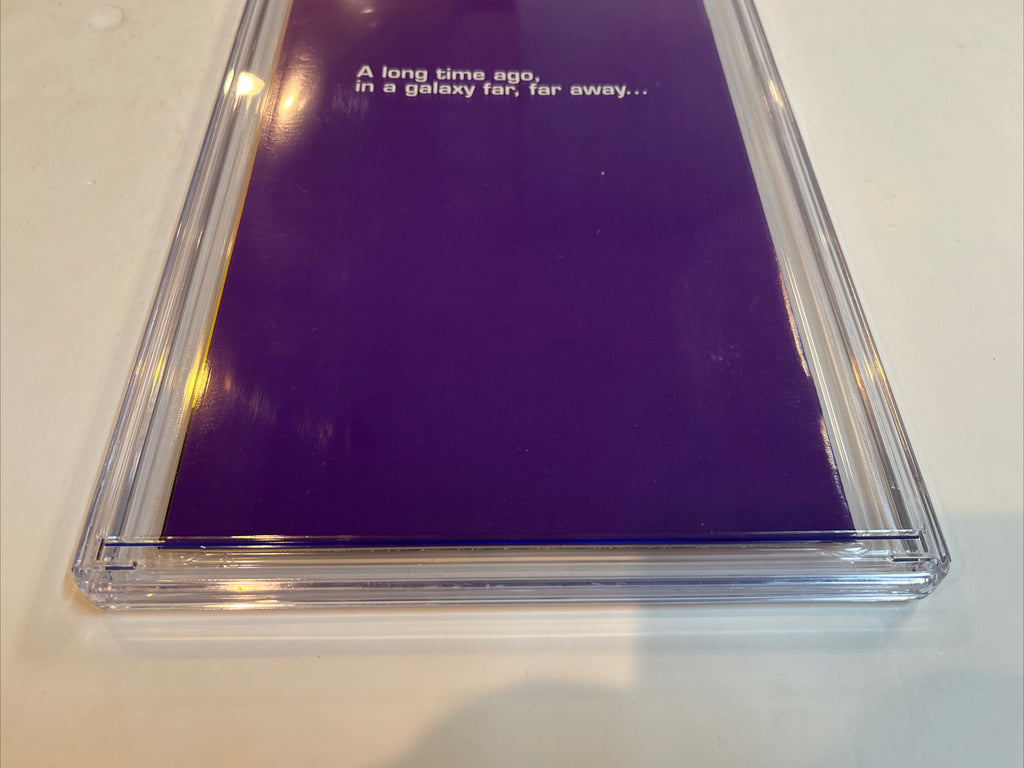 A long time ago,
in a galaxy far, far away...